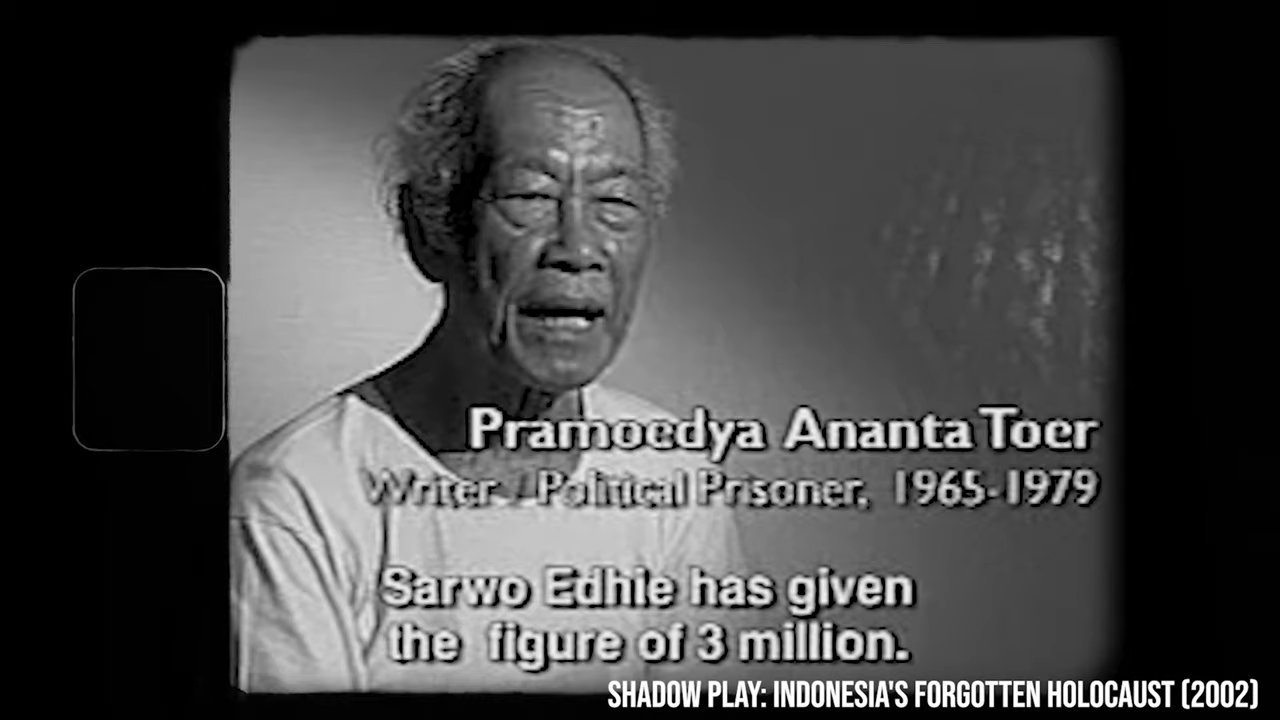 Pramoedya Ananta Toer
Writer / Political Prisoner, 1965-1979
Sarwo Edhie has given
the figure of 3 million.
SHADOW PLAY: INDONESIA'S FORGOTTEN HOLOCAUST (2002)